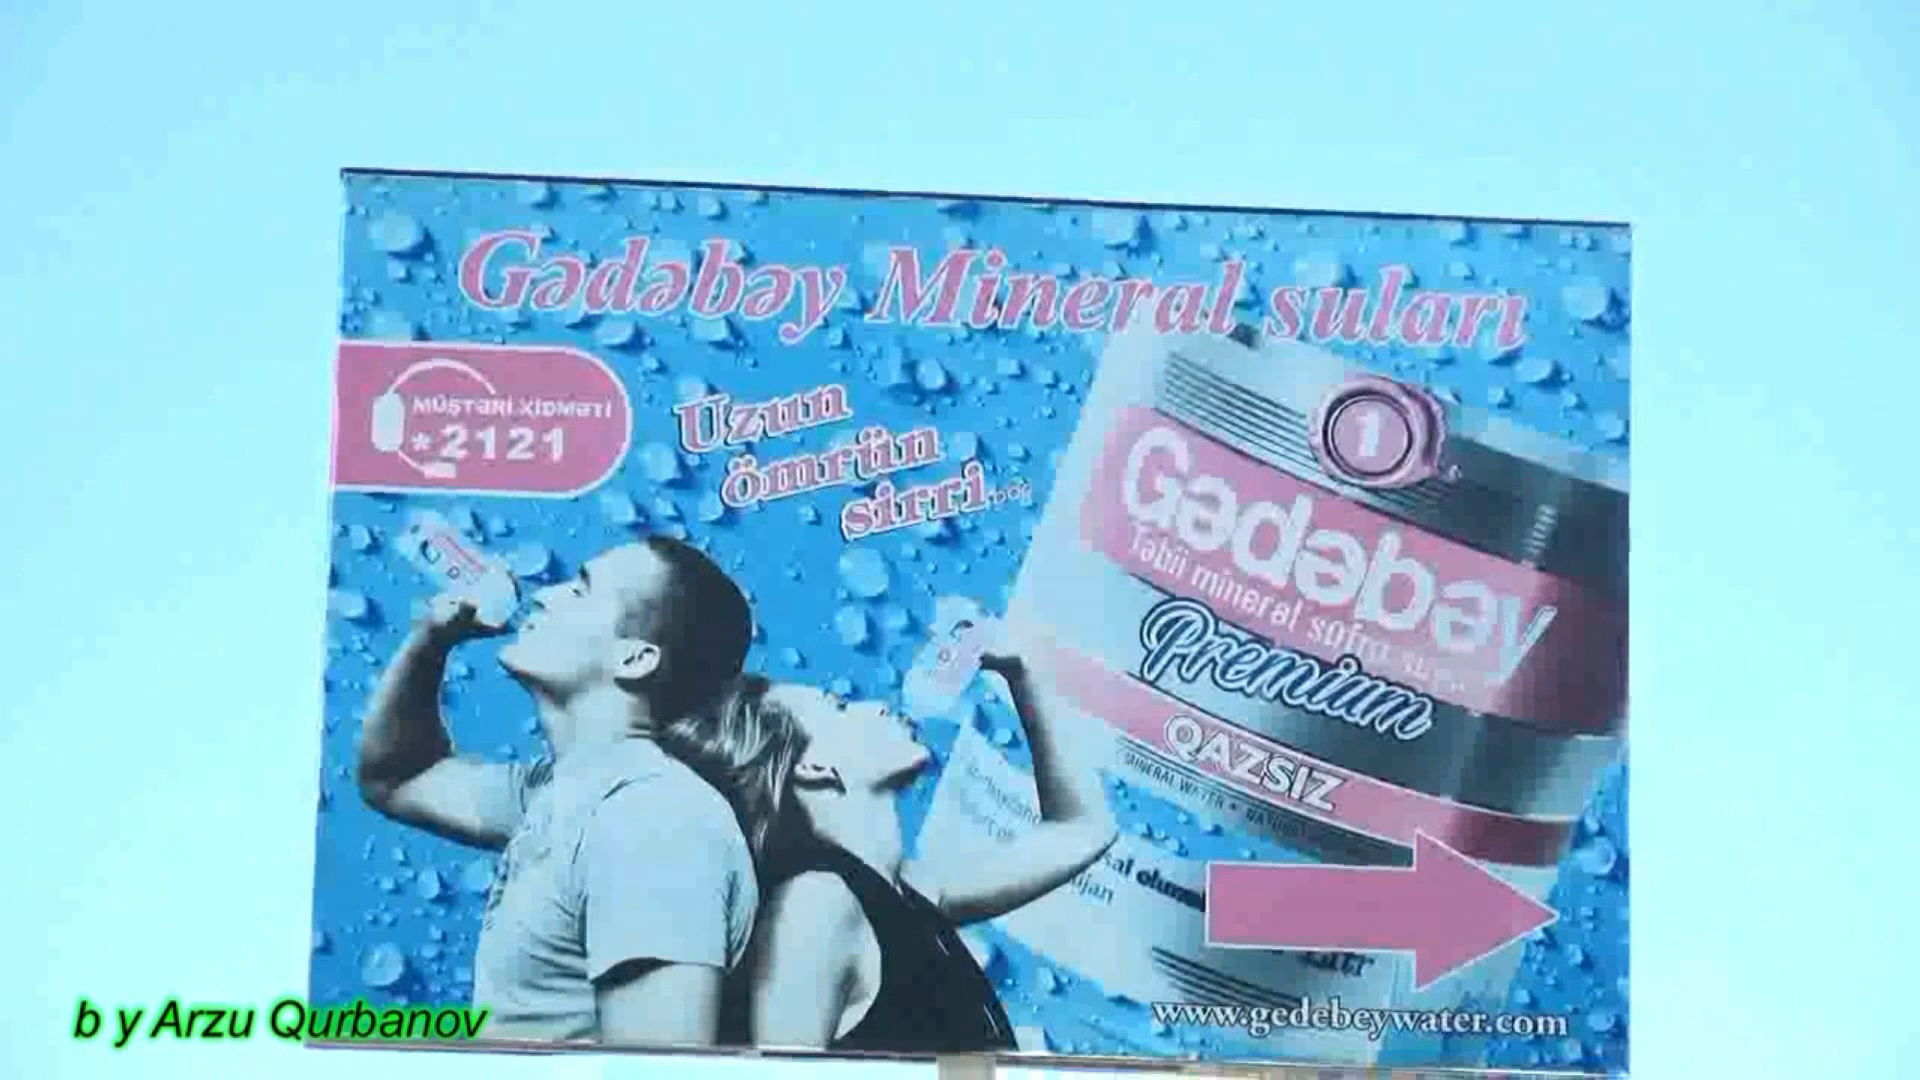 Gədəbəy Mineral suları
MÜŞTƏRİ XİDMƏTİ
*2121
Uzun
ömrün
sirri...
1
Gədəbəy
Təbii mineral süfrə
Premium
QAZSIZ
MINERAL WATER •
www.gedebeywater.com
by Arzu Qurbanov